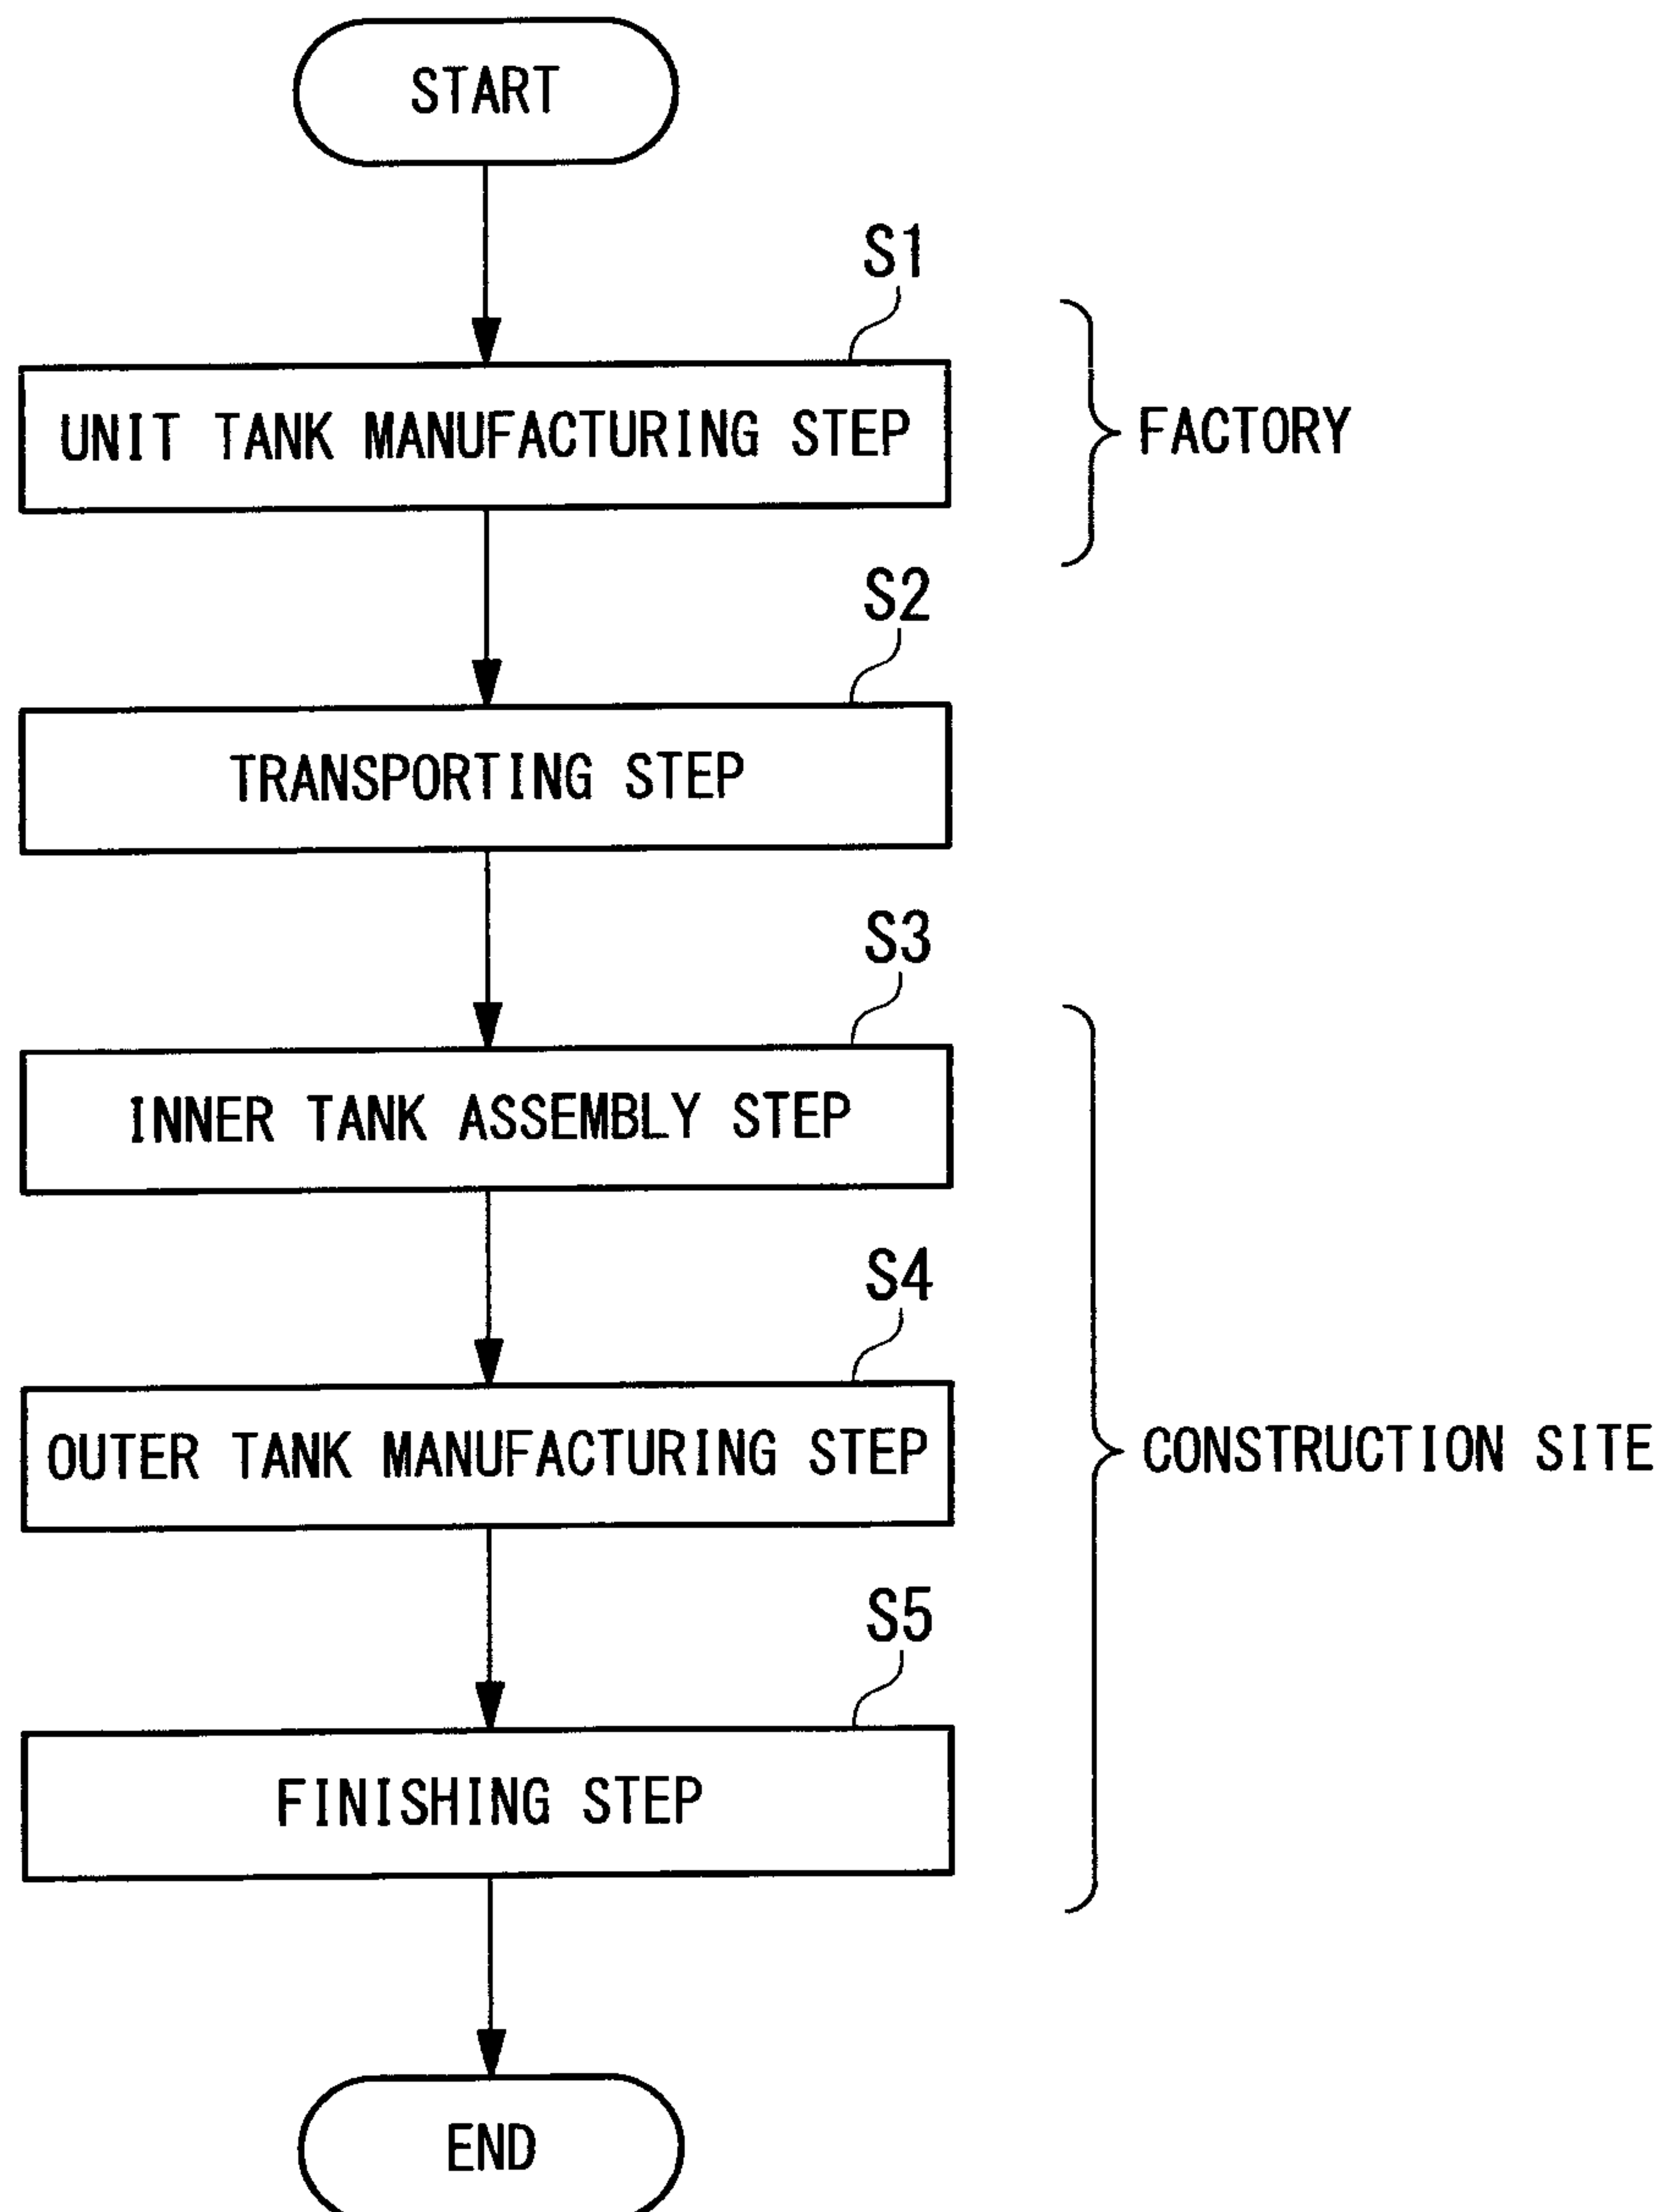 START
S1
UNIT TANK MANUFACTURING STEP
FACTORY
S2
TRANSPORTING STEP
S3
INNER TANK ASSEMBLY STEP
S4
OUTER TANK MANUFACTURING STEP
CONSTRUCTION SITE
S5
FINISHING STEP
END